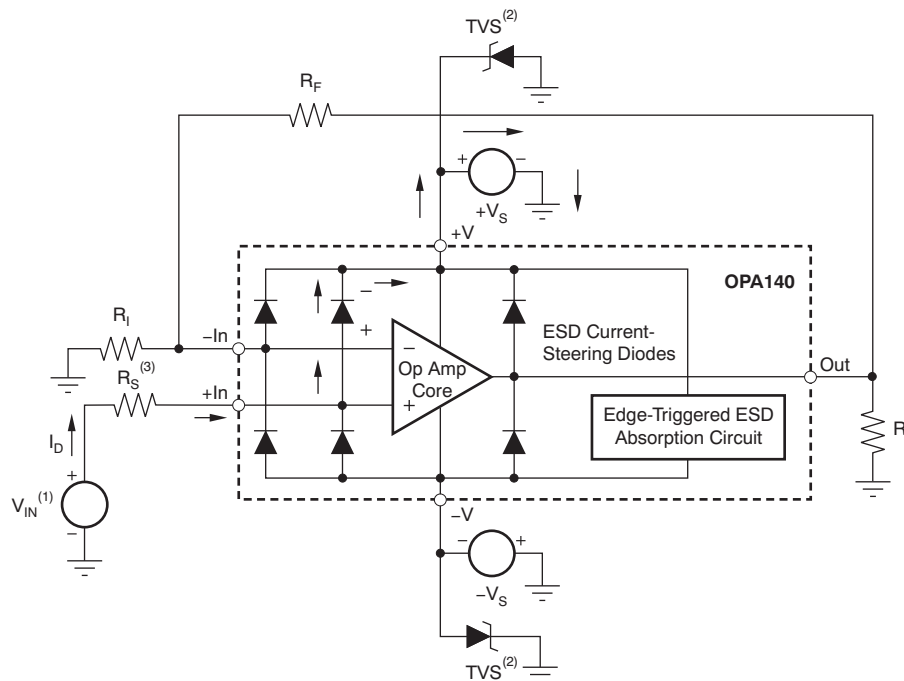 TVS(2)
RF
+ −
+VS
+V
OPA140
−
+
RI
−In
−
ESD Current-
Steering Diodes
Op Amp
Core
Out
RS(3)
+In
+
Edge-Triggered ESD
Absorption Circuit
R
ID
+
VIN(1)
−
−V
− +
−VS
TVS(2)